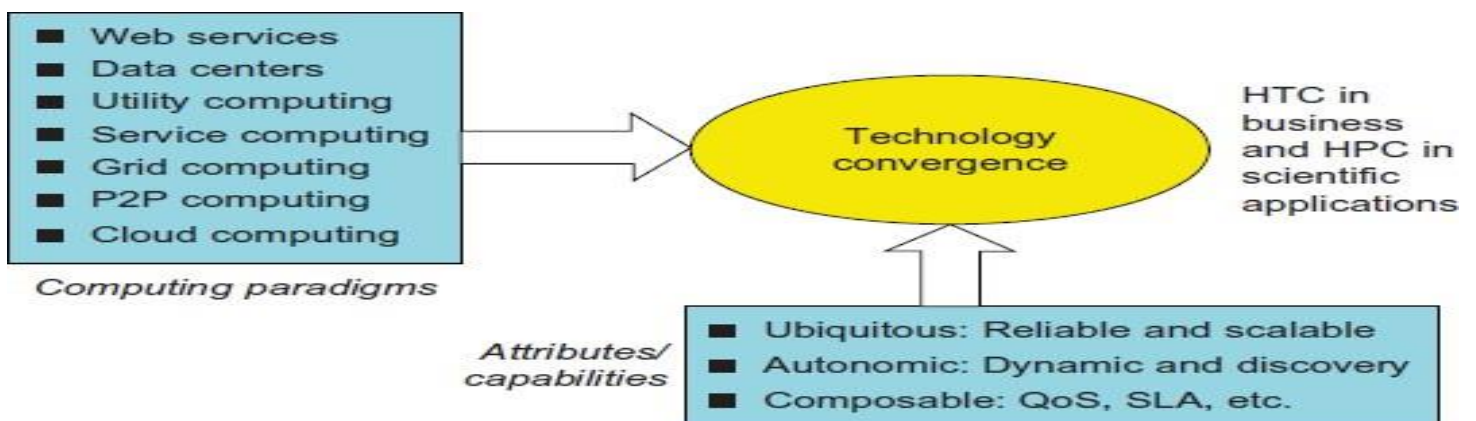 Web services
Data centers
Utility computing
Service computing
Grid computing
P2P computing
Cloud computing
Computing paradigms
Technology
convergence
HTC in
business
and HPC in
scientific
applications
Attributes/
capabilities
Ubiquitous: Reliable and scalable
Autonomic: Dynamic and discovery
Composable: QoS, SLA, etc.